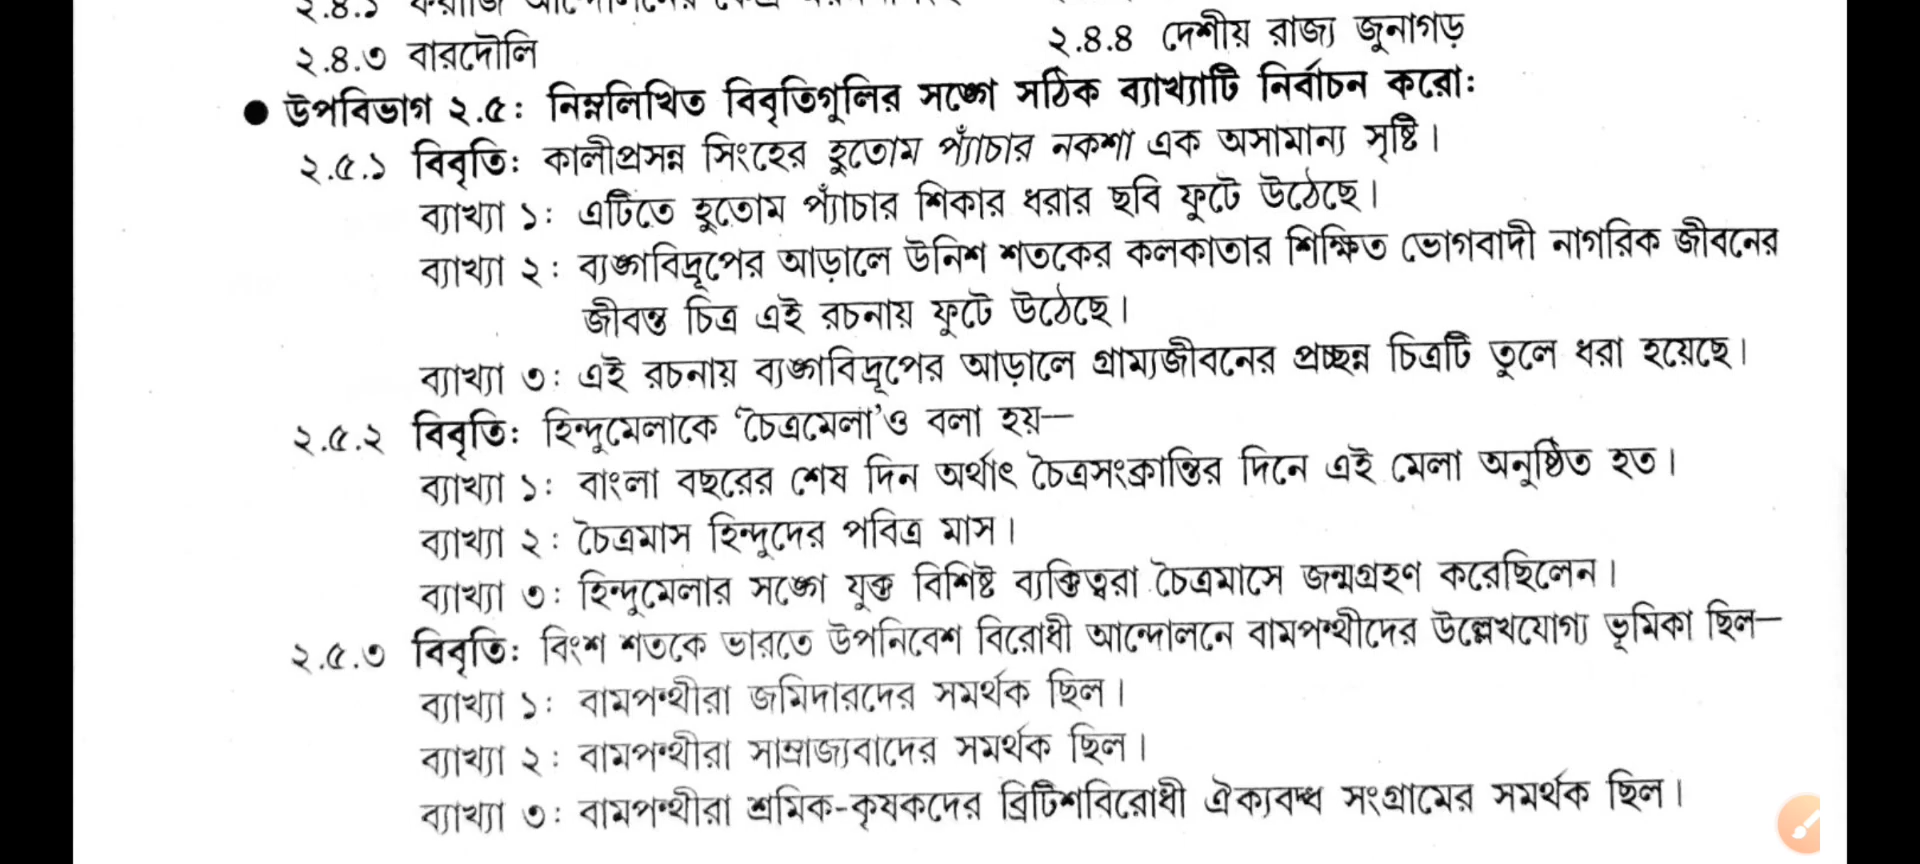 ২.৪.৩ বারদৌলি
২.৪.৪ দেশীয় রাজ্য জুনাগড়
● উপবিভাগ ২.৫ : নিম্নলিখিত বিবৃতিগুলির সঙ্গে সঠিক ব্যাখ্যাটি নির্বাচন করো :
২.৫.১ বিবৃতি : কালীপ্রসন্ন সিংহের হুতোম প্যাঁচার নকশা এক অসামান্য সৃষ্টি।
ব্যাখ্যা ১ : এটিতে হুতোম প্যাঁচার শিকার ধরার ছবি ফুটে উঠেছে।
ব্যাখ্যা ২ : ব্যঙ্গবিদ্রূপের আড়ালে উনিশ শতকের কলকাতার শিক্ষিত ভোগবাদী নাগরিক জীবনের
জীবন্ত চিত্র এই রচনায় ফুটে উঠেছে।
ব্যাখ্যা ৩ : এই রচনায় ব্যঙ্গবিদ্রূপের আড়ালে গ্রাম্যজীবনের প্রচ্ছন্ন চিত্রটি তুলে ধরা হয়েছে।
২.৫.২ বিবৃতি : হিন্দুমেলাকে ‘চৈত্রমেলা’ও বলা হয়—
ব্যাখ্যা ১ : বাংলা বছরের শেষ দিন অর্থাৎ চৈত্রসংক্রান্তির দিনে এই মেলা অনুষ্ঠিত হত।
ব্যাখ্যা ২ : চৈত্রমাস হিন্দুদের পবিত্র মাস।
ব্যাখ্যা ৩ : হিন্দুমেলার সঙ্গে যুক্ত বিশিষ্ট ব্যক্তিত্বরা চৈত্রমাসে জন্মগ্রহণ করেছিলেন।
২.৫.৩ বিবৃতি : বিংশ শতকে ভারতে উপনিবেশ বিরোধী আন্দোলনে বামপন্থীদের উল্লেখযোগ্য ভূমিকা ছিল—
ব্যাখ্যা ১ : বামপন্থীরা জমিদারদের সমর্থক ছিল।
ব্যাখ্যা ২ : বামপন্থীরা সাম্রাজ্যবাদের সমর্থক ছিল।
ব্যাখ্যা ৩ : বামপন্থীরা শ্রমিক-কৃষকদের ব্রিটিশবিরোধী ঐক্যবদ্ধ সংগ্রামের সমর্থক ছিল।